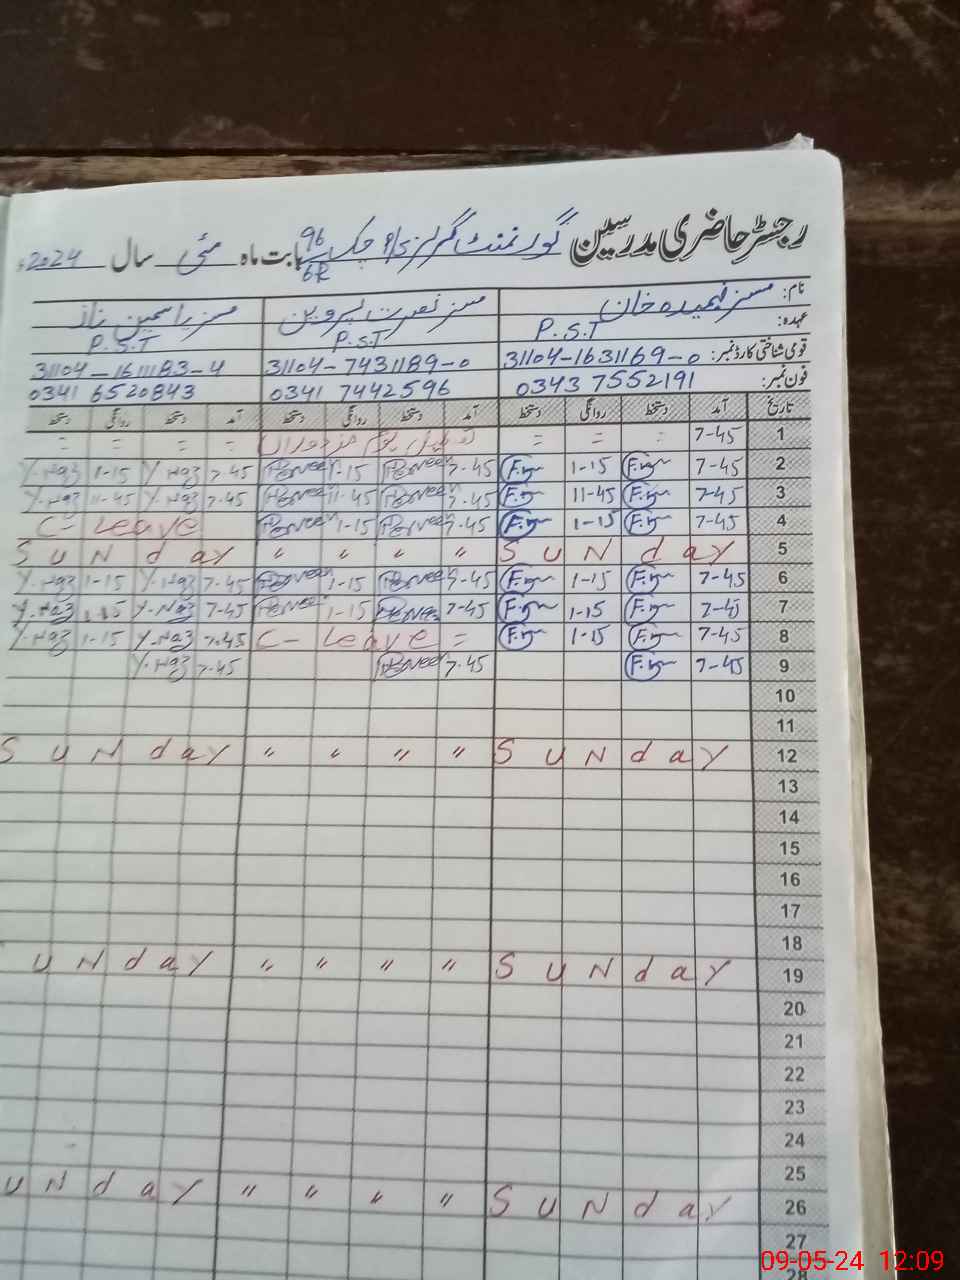 رجسٹر حاضری مدرسین گورنمنٹ گرلز چک 96/6R بابت ماہ مئی سال 2024ء
نام: مسز فہمیدہ خان مسز نصرت پروین مسز یاسمین ناز
عہدہ: P.S.T P.S.T P.S.T
قومی شناختی کارڈ نمبر: 31104-1631169-0 31104-7431189-0 31104-1611183-4
فون نمبر: 0343 7552191 0341 7442596 0341 6520843
تاریخ آمد دستخط روانگی دستخط آمد دستخط روانگی دستخط آمد دستخط روانگی دستخط
1 7-45 = = = تعطیل یوم مزدوراں = = = =
2 7-45 F.m 1-15 F.m 7-45 Perveen 1-15 Perveen 7-45 Y.Naz 1-15 Y.Naz
3 7-45 F.m 11-45 F.m 7-45 Perveen 11-45 Perveen 7-45 Y.Naz 11-45 Y.Naz
4 7-45 F.m 1-15 F.m 7-45 Perveen 1-15 Perveen C- Leave
5 SUNday " " " " SUNday
6 7-45 F.m 1-15 F.m 7-45 Perveen 1-15 Perveen 7-45 Y.Naz 1-15 Y.Naz
7 7-45 F.m 1-15 F.m 7-45 Perveen 1-15 Perveen 7-45 Y.Naz 1-15 Y.Naz
8 7-45 F.m 1-15 F.m C- Leave = 7-45 Y.Naz 1-15 Y.Naz
9 7-45 F.m 7-45 Perveen 7-45 Y.Naz
10
11
12 SUNday " " " " SUNday
13
14
15
16
17
18
19 SUNday " " " " UNday
20
21
22
23
24
25
26 SUNday " " " " UNday
27
28
09-05-24 12:09